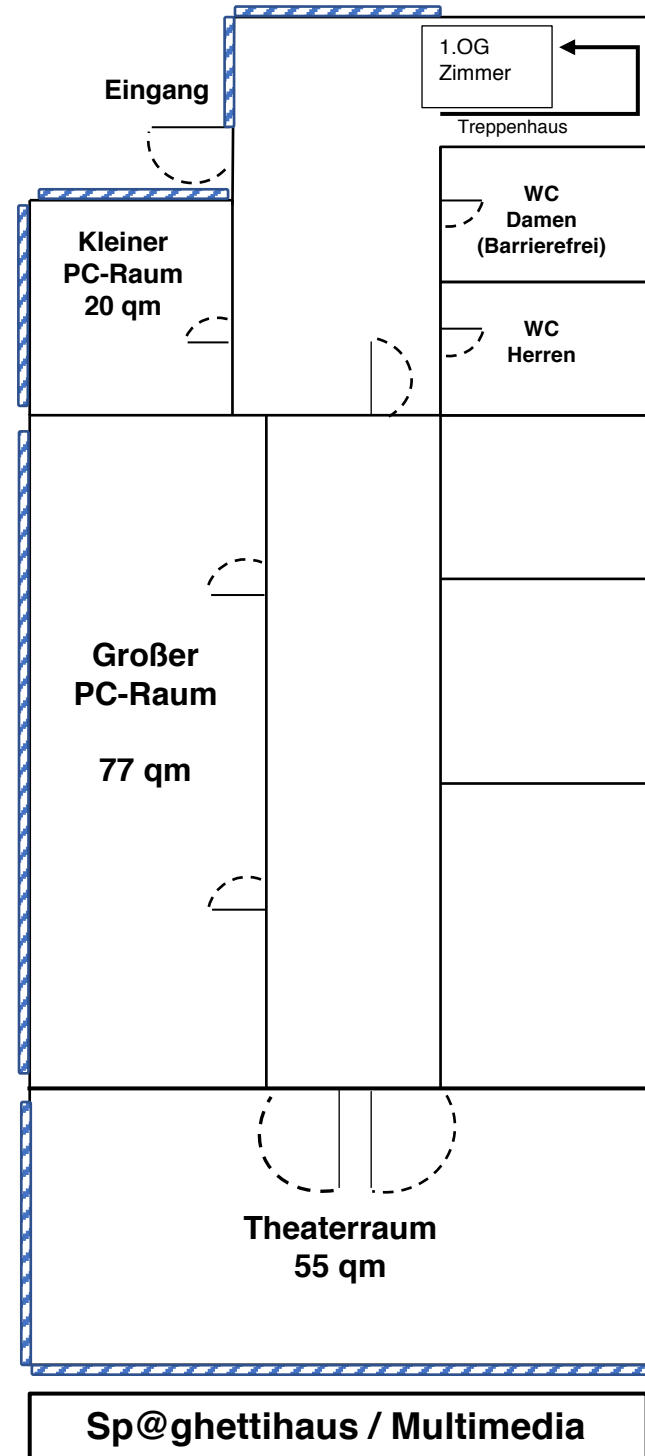 1.OG
Zimmer
Eingang
Treppenhaus
WC
Damen
(Barrierefrei)
Kleiner
PC-Raum
20 qm
WC
Herren
Großer
PC-Raum
77 qm
Theaterraum
55 qm
Sp@ghettihaus / Multimedia